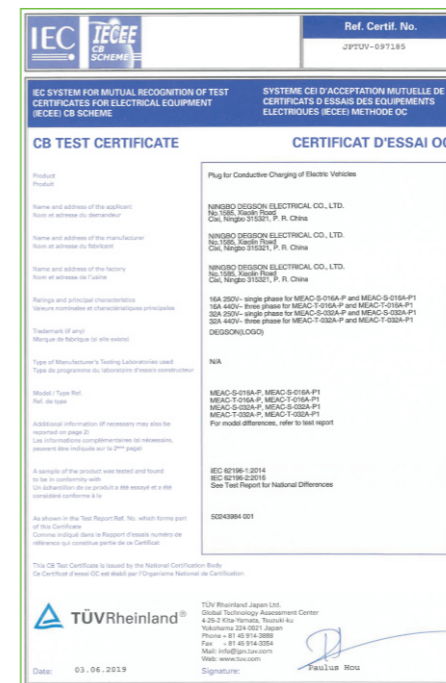 IEC
IECEE
CB
SCHEME
Ref. Certif. No.
JPTUV-097185
IEC SYSTEM FOR MUTUAL RECOGNITION OF TEST
CERTIFICATES FOR ELECTRICAL EQUIPMENT
(IECEE) CB SCHEME
SYSTEME CEI D'ACCEPTATION MUTUELLE DE
CERTIFICATS D ESSAIS DES EQUIPEMENTS
ELECTRIQUES (IECEE) METHODE OC
CB TEST CERTIFICATE
CERTIFICAT D'ESSAI OC
Product
Produit
Plug for Conductive Charging of Electric Vehicles
Name and address of the applicant
Nom et adresse du demandeur
NINGBO DEGSON ELECTRICAL CO., LTD.
No.1585, Xiaolin Road
Cixi, Ningbo 315321, P. R. China
Name and address of the manufacturer
Nom et adresse du fabricant
NINGBO DEGSON ELECTRICAL CO., LTD.
No.1585, Xiaolin Road
Cixi, Ningbo 315321, P. R. China
Name and address of the factory
Nom et adresse de l'usine
NINGBO DEGSON ELECTRICAL CO., LTD.
No.1585, Xiaolin Road
Cixi, Ningbo 315321, P. R. China
Ratings and principal characteristics
Valeurs nominales et charactéristiques principales
16A 250V~ single phase for MEAC-S-016A-P and MEAC-S-016A-P1
16A 440V~ three phase for MEAC-T-016A-P and MEAC-T-016A-P1
32A 250V~ single phase for MEAC-S-032A-P and MEAC-S-032A-P1
32A 440V~ three phase for MEAC-T-032A-P and MEAC-T-032A-P1
Trademark (if any)
Marque de fabrique (si elle existe)
DEGSON(LOGO)
Type of Manufacturer's Testing Laboratories used
Type de programme du laboratoire d'essais constructeur
N/A
Model / Type Ref.
Ref. de type
MEAC-S-016A-P, MEAC-S-016A-P1
MEAC-T-016A-P, MEAC-T-016A-P1
MEAC-S-032A-P, MEAC-S-032A-P1
MEAC-T-032A-P, MEAC-T-032A-P1
Additional information (if necessary may also be
reported on page 2)
Les informations complémentaires (si nécessaire,
peuvent être indiqués sur la 2ème page)
For model differences, refer to test report
A sample of the product was tested and found
to be in conformity with
Un échantillon de ce produit a été essayé et a été
considéré conforme à la
IEC 62196-1:2014
IEC 62196-2:2016
See Test Report for National Differences
As shown in the Test Report Ref. No. which forms part
of this Certificate
Comme indiqué dans le Rapport d'essais numéro de
référence qui constitue partie de ce Certificat
50243984 001
This CB Test Certificate is issued by the National Certification Body
Ce Certificat d'essai OC est établi par l'Organisme National de Certification
TÜVRheinland®
TÜV Rheinland Japan Ltd.
Global Technology Assessment Center
4-25-2 Kita-Yamata, Tsuzuki-ku
Yokohama 224-0021 Japan
Phone + 81 45 914-3888
Fax + 81 45 914-3354
Mail: info@jpn.tuv.com
Web: www.tuv.com
Date: 03.06.2019
Signature: Paulus Hou